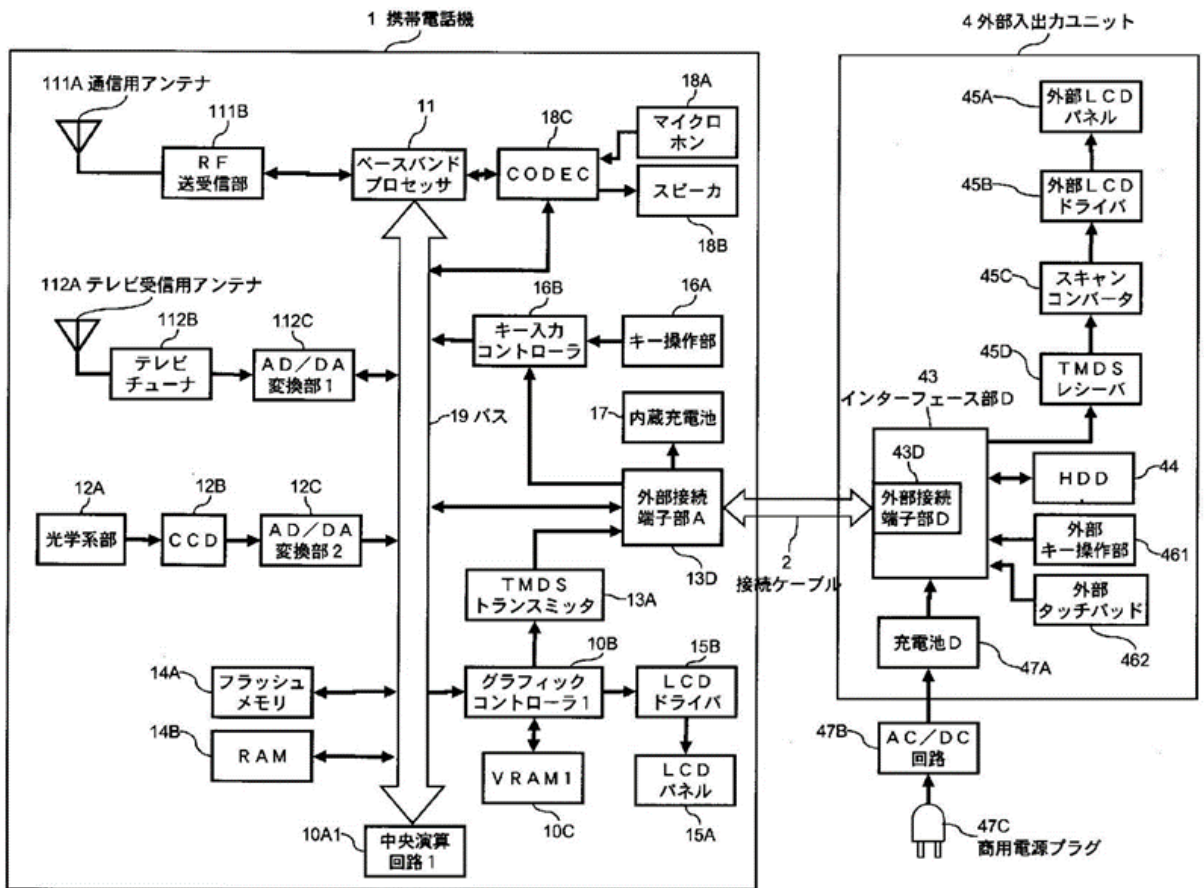 1 携帯電話機
4 外部入出力ユニット
111A 通信用アンテナ
111B
RF
送受信部
11
ベースバンド
プロセッサ
18C
CODEC
18A
マイクロ
ホン
スピーカ
18B
112A テレビ受信用アンテナ
112B
テレビ
チューナ
112C
AD/DA
変換部1
16B
キー入力
コントローラ
16A
キー操作部
19 バス
17
内蔵充電池
12A
光学系部
12B
CCD
12C
AD/DA
変換部2
外部接続
端子部A
13D
2
接続ケーブル
TMDS
トランスミッタ
13A
14A
フラッシュ
メモリ
14B
RAM
10B
グラフィック
コントローラ1
15B
LCD
ドライバ
VRAM1
10C
LCD
パネル
15A
10A1
中央演算
回路1
45A
外部LCD
パネル
45B
外部LCD
ドライバ
45C
スキャン
コンバータ
45D
TMDS
レシーバ
43
インターフェース部D
43D
外部接続
端子部D
HDD
44
外部
キー操作部
461
外部
タッチパッド
462
充電池D
47A
47B
AC/DC
回路
47C
商用電源プラグ